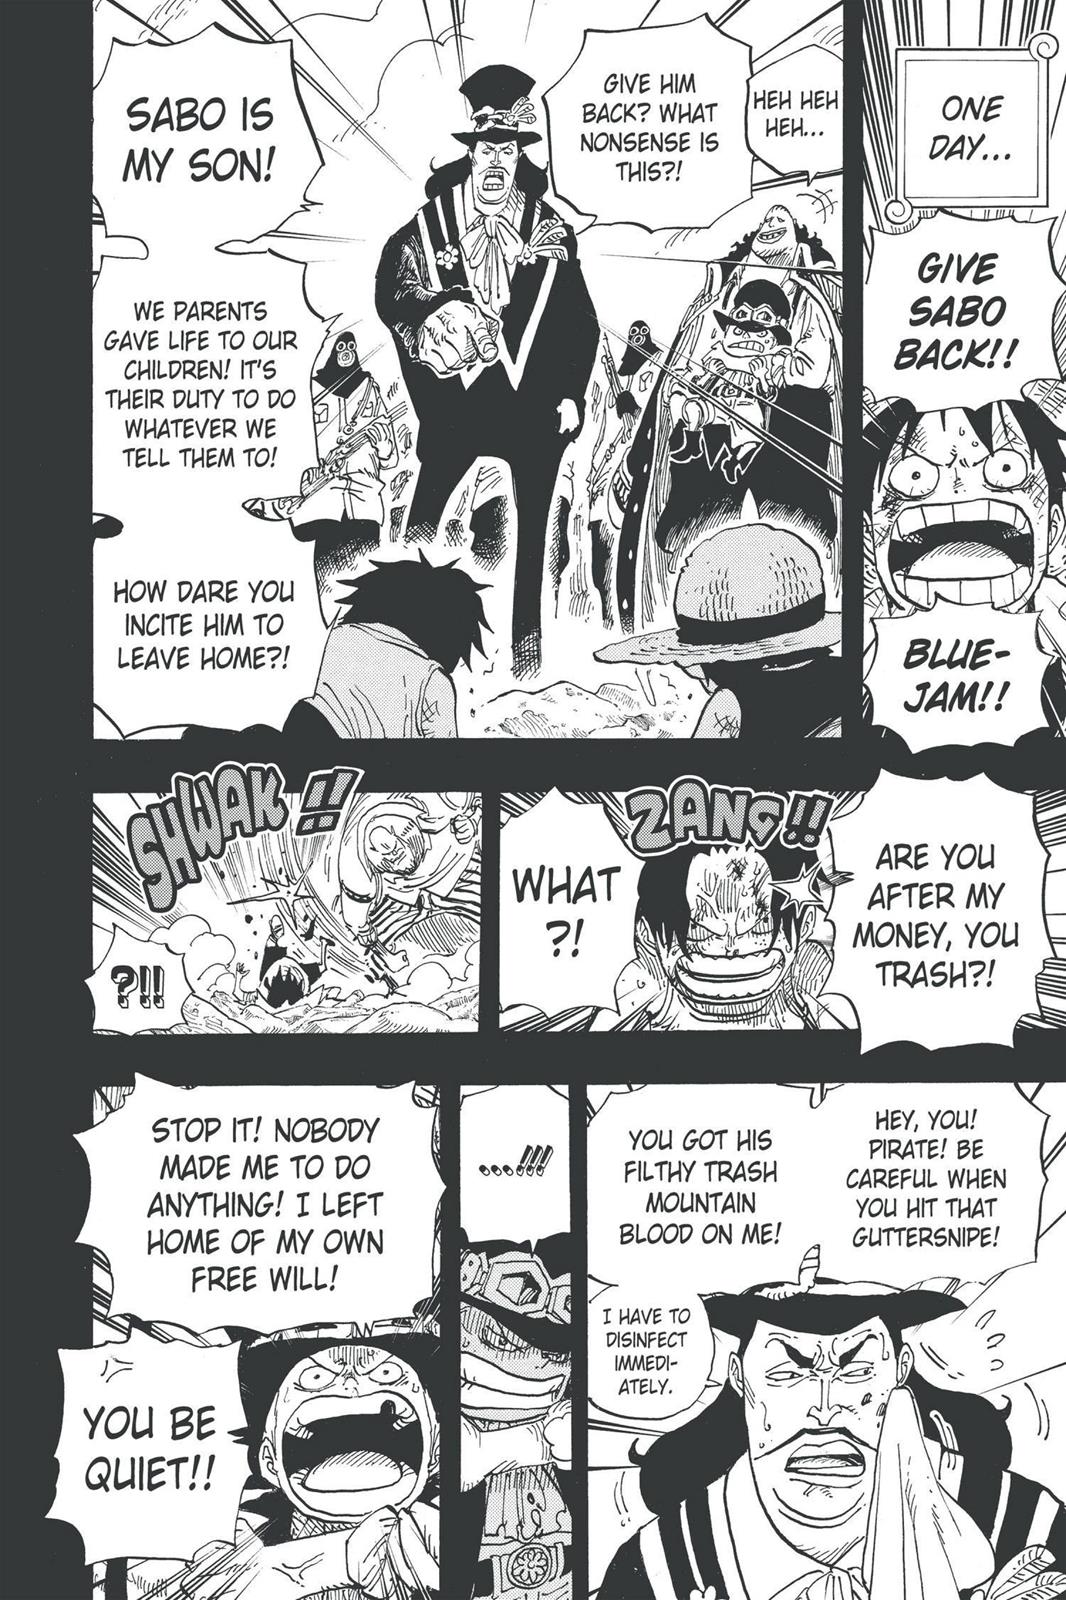 ONE
DAY...
GIVE
SABO
BACK!!
BLUE-
JAM!!
HEH HEH
HEH...
GIVE HIM
BACK? WHAT
NONSENSE IS
THIS?!
SABO IS
MY SON!
WE PARENTS
GAVE LIFE TO OUR
CHILDREN! IT'S
THEIR DUTY TO DO
WHATEVER WE
TELL THEM TO!
HOW DARE YOU
INCITE HIM TO
LEAVE HOME?!
ARE YOU
AFTER MY
MONEY, YOU
TRASH?!
ZANG!!
WHAT
?!
SHWAK!!
?!!
HEY, YOU!
PIRATE! BE
CAREFUL WHEN
YOU HIT THAT
GUTTERSNIPE!
YOU GOT HIS
FILTHY TRASH
MOUNTAIN
BLOOD ON ME!
I HAVE TO
DISINFECT
IMMEDI-
ATELY.
...!!!
STOP IT! NOBODY
MADE ME TO DO
ANYTHING! I LEFT
HOME OF MY OWN
FREE WILL!
YOU BE
QUIET!!